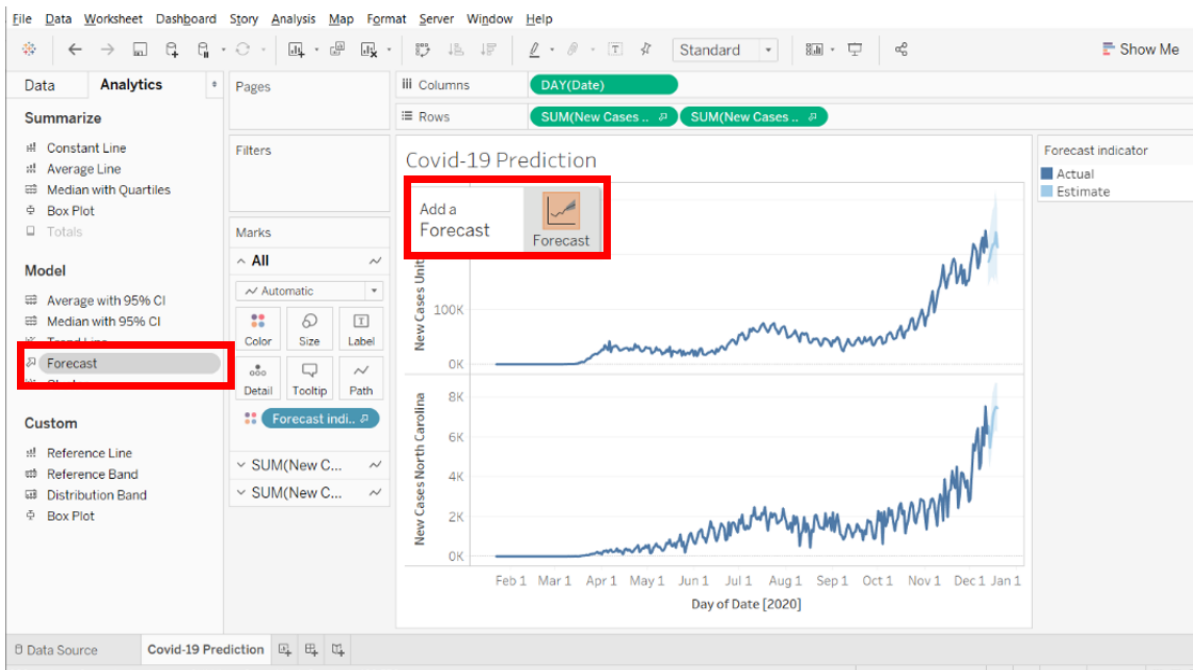 File Data Worksheet Dashboard Story Analysis Map Format Server Window Help
Standard
Show Me
Data
Analytics
Summarize
Constant Line
Average Line
Median with Quartiles
Box Plot
Totals
Model
Average with 95% CI
Median with 95% CI
Trend Line
Forecast
Custom
Reference Line
Reference Band
Distribution Band
Box Plot
Pages
Filters
Marks
All
Automatic
Color Size Label
Detail Tooltip Path
Forecast indi..
SUM(New C...
SUM(New C...
Columns
DAY(Date)
Rows
SUM(New Cases .. SUM(New Cases ..
Covid-19 Prediction
Add a
Forecast
Forecast
New Cases
100K
0K
New Cases North Carolina
8K
6K
4K
2K
0K
Feb 1 Mar 1 Apr 1 May 1 Jun 1 Jul 1 Aug 1 Sep 1 Oct 1 Nov 1 Dec 1 Jan 1
Day of Date [2020]
Forecast indicator
Actual
Estimate
Data Source
Covid-19 Prediction